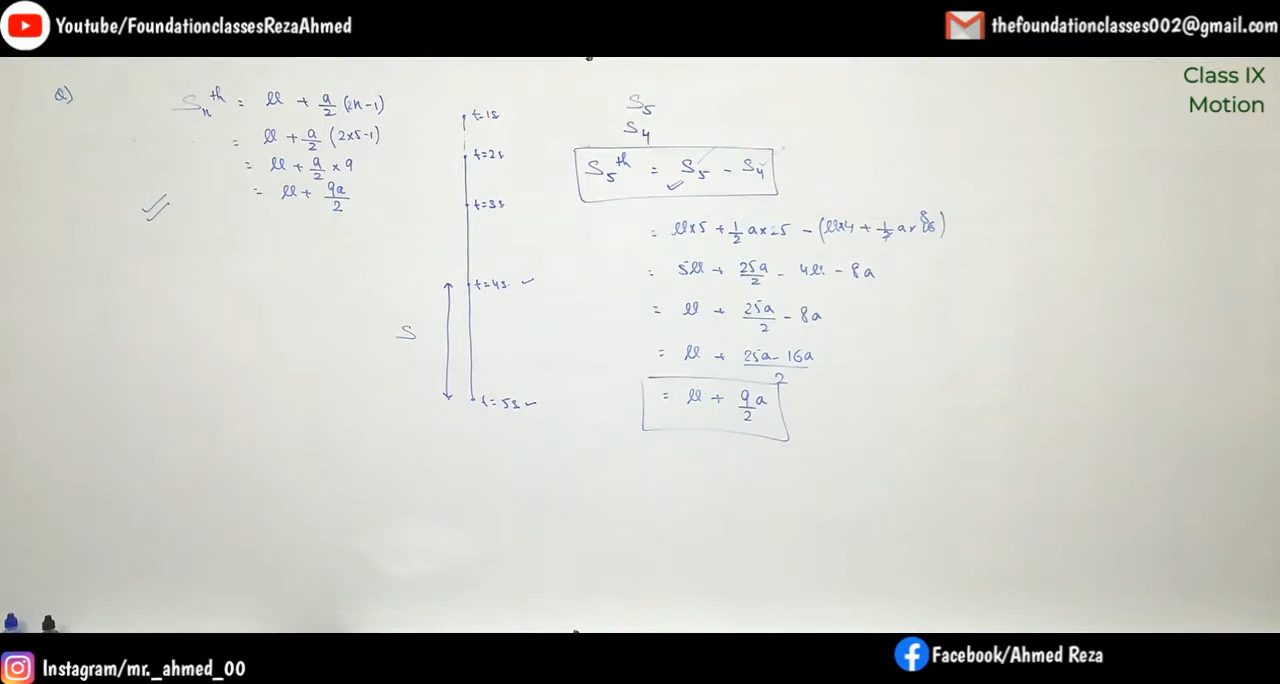 Youtube/FoundationclassesRezaAhmed
thefoundationclasses002@gmail.com
Class IX
Motion
Q)
Sₙth = u + a/2 (2n-1)
= u + a/2 (2×5-1)
= u + a/2 × 9
= u + 9a/2
t=1s
t=2s
t=3s
t=4s ✓
t=5s ✓
S
S₅
S₄
S₅th = S₅ - S₄
= u×5 + 1/2 a×25 - (u×4 + 1/2 a×16 8)
= 5u + 25a/2 - 4u - 8a
= u + 25a/2 - 8a
= u + 25a-16a/2
= u + 9/2 a
Instagram/mr._ahmed_00
Facebook/Ahmed Reza